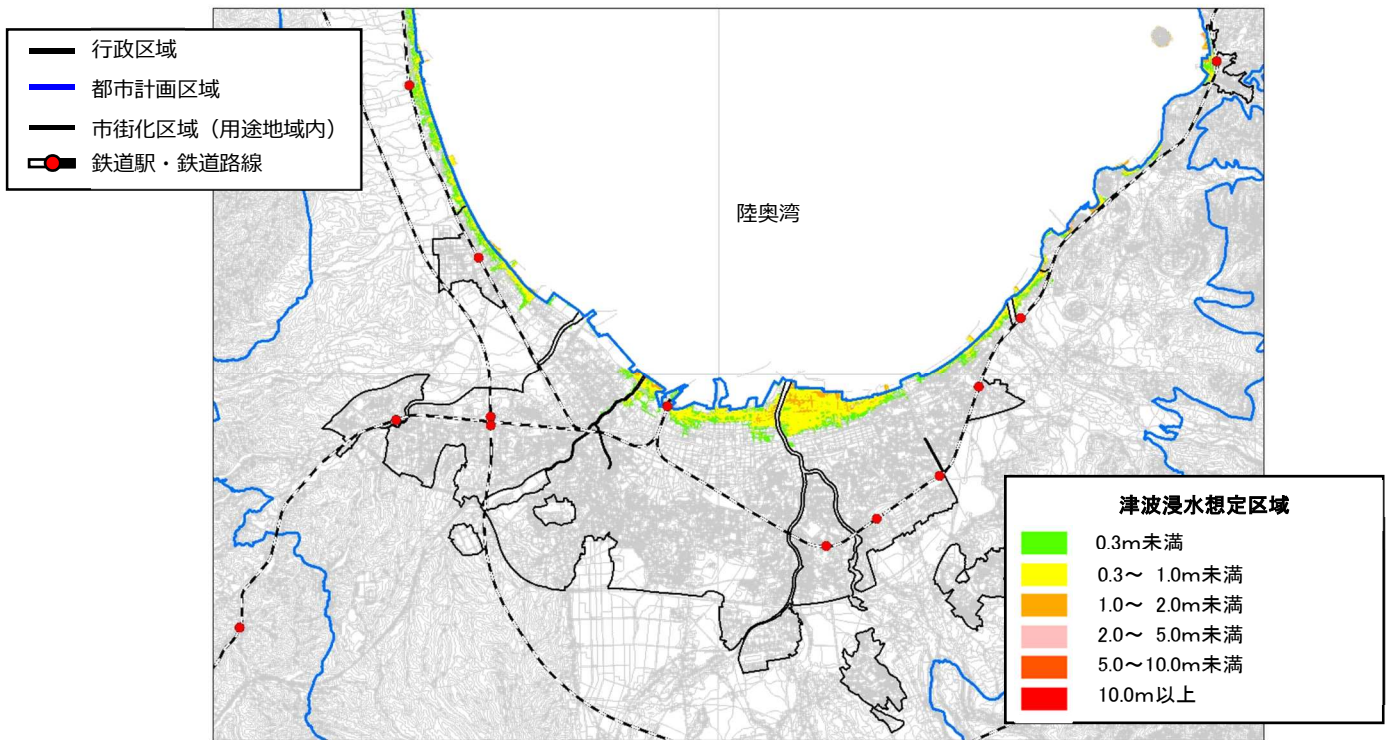 行政区域
都市計画区域
市街化区域（用途地域内）
鉄道駅・鉄道路線
陸奥湾
津波浸水想定区域
0.3m未満
0.3～ 1.0m未満
1.0～ 2.0m未満
2.0～ 5.0m未満
5.0～10.0m未満
10.0m以上